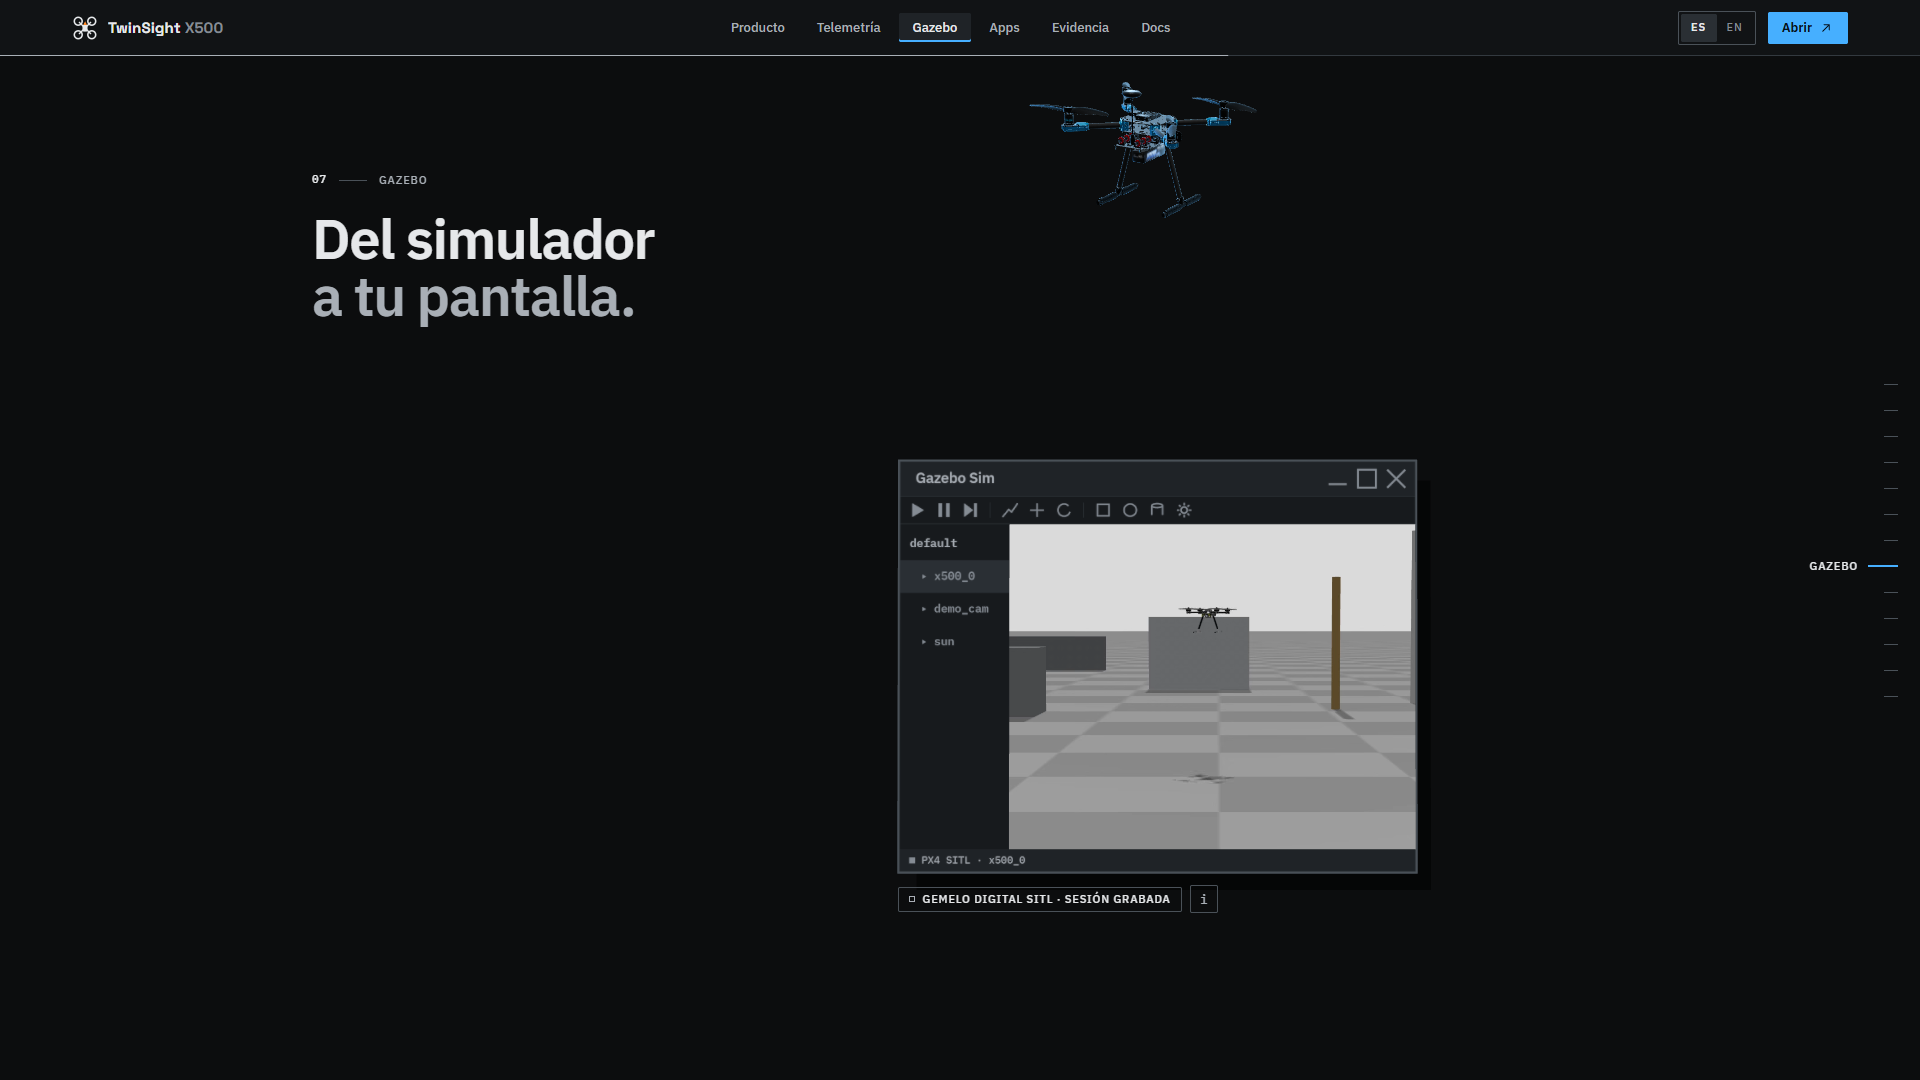 TwinSight X500
Producto
Telemetría
Gazebo
Apps
Evidencia
Docs
ES
EN
Abrir
07
GAZEBO
Del simulador
a tu pantalla.
Gazebo Sim
default
x500_0
demo_cam
sun
PX4 SITL · x500_0
GEMELO DIGITAL SITL · SESIÓN GRABADA
i
GAZEBO